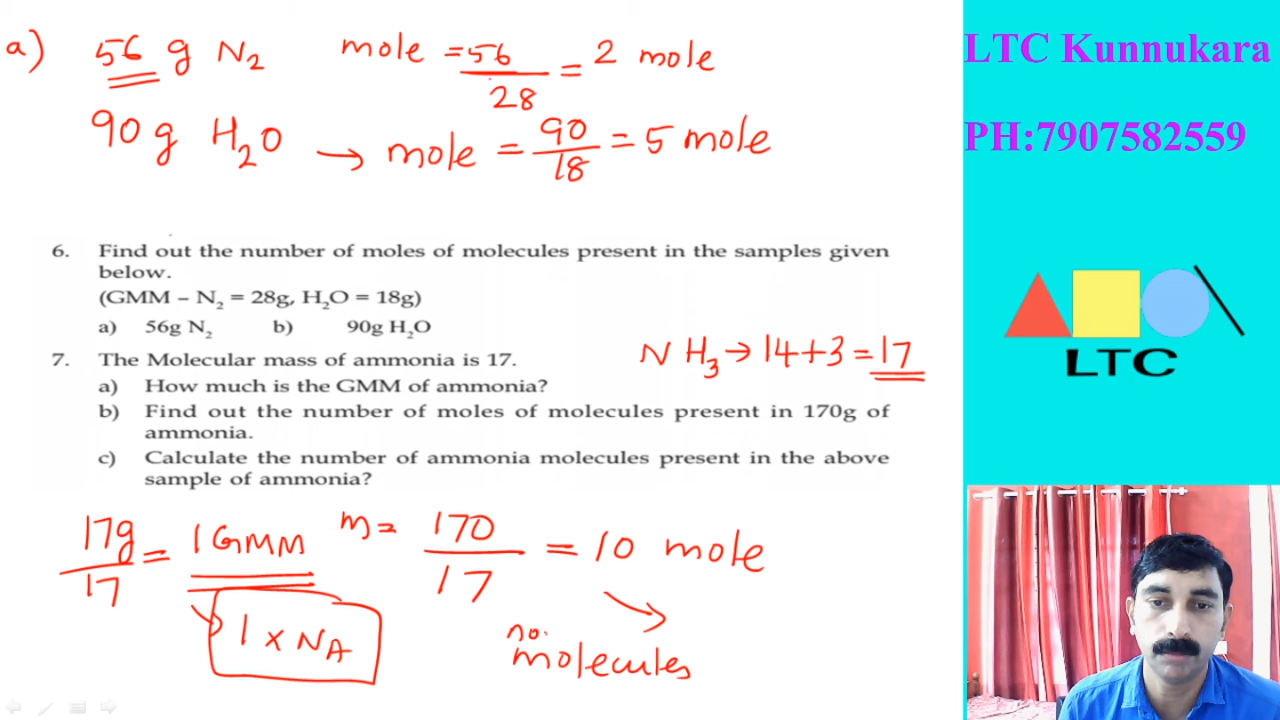 a) 56 g N2 mole = 56/28 = 2 mole
90 g H2O → mole = 90/18 = 5 mole
LTC Kunnukara
PH:7907582559
6. Find out the number of moles of molecules present in the samples given
below.
(GMM – N2 = 28g, H2O = 18g)
a) 56g N2 b) 90g H2O
7. The Molecular mass of ammonia is 17.
NH3 → 14+3 = 17
a) How much is the GMM of ammonia?
b) Find out the number of moles of molecules present in 170g of
ammonia.
c) Calculate the number of ammonia molecules present in the above
sample of ammonia?
17g/17 = 1 GMM m = 170/17 = 10 mole
1 x NA
no.
molecules
LTC